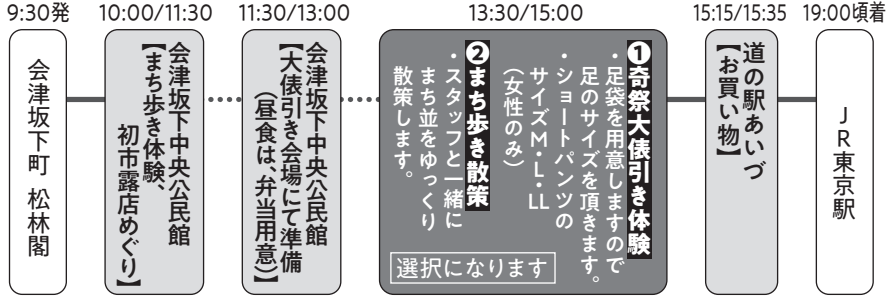 9:30発
会津坂下町 松林閣
10:00/11:30
会津坂下中央公民館
【まち歩き体験、
初市露店めぐり】
11:30/13:00
会津坂下中央公民館
【大俵引き会場にて準備
(昼食は、弁当用意)】
13:30/15:00
❶奇祭大俵引き体験
・足袋を用意しますので
足のサイズを頂きます。
・ショートパンツの
サイズM・L・LL
(女性のみ)
❷まち歩き散策
・スタッフと一緒に
まち並をゆっくり
散策します。
選択になります
15:15/15:35
道の駅あいづ
【お買い物】
19:00頃着
JR東京駅